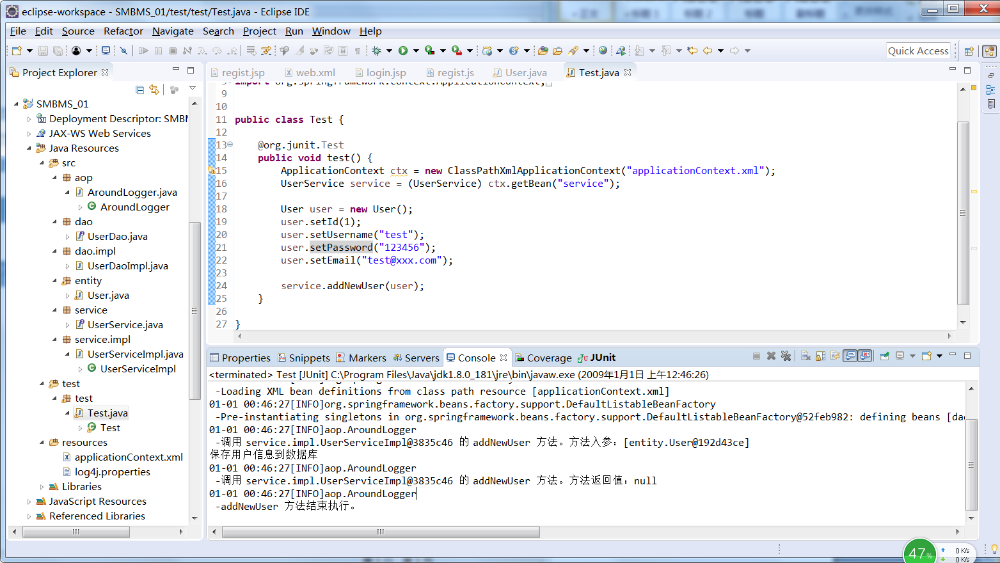 eclipse-workspace - SMBMS_01/test/test/Test.java - Eclipse IDE
File Edit Source Refactor Navigate Search Project Run Window Help
Quick Access
Project Explorer
regist.jsp web.xml login.jsp regist.js User.java Test.java
SMBMS_01
Deployment Descriptor: SMBM
JAX-WS Web Services
Java Resources
src
aop
AroundLogger.java
AroundLogger
dao
UserDao.java
dao.impl
UserDaoImpl.java
entity
User.java
service
UserService.java
service.impl
UserServiceImpl.java
UserServiceImpl
test
test
Test.java
Test
resources
applicationContext.xml
log4j.properties
Libraries
JavaScript Resources
Referenced Libraries
import org.springframework.context.ApplicationContext;
9
10
11 public class Test {
12
13 @org.junit.Test
14 public void test() {
15 ApplicationContext ctx = new ClassPathXmlApplicationContext("applicationContext.xml");
16 UserService service = (UserService) ctx.getBean("service");
17
18 User user = new User();
19 user.setId(1);
20 user.setUsername("test");
21 user.setPassword("123456");
22 user.setEmail("test@xxx.com");
23
24 service.addNewUser(user);
25 }
26
27 }
Properties Snippets Markers Servers Console Coverage JUnit
<terminated> Test [JUnit] C:\Program Files\Java\jdk1.8.0_181\jre\bin\javaw.exe (2009年1月1日 上午12:46:26)
-Loading XML bean definitions from class path resource [applicationContext.xml]
01-01 00:46:27[INFO]org.springframework.beans.factory.support.DefaultListableBeanFactory
-Pre-instantiating singletons in org.springframework.beans.factory.support.DefaultListableBeanFactory@52feb982: defining beans [dao
01-01 00:46:27[INFO]aop.AroundLogger
-调用 service.impl.UserServiceImpl@3835c46 的 addNewUser 方法。方法入参：[entity.User@192d43ce]
保存用户信息到数据库
01-01 00:46:27[INFO]aop.AroundLogger
-调用 service.impl.UserServiceImpl@3835c46 的 addNewUser 方法。方法返回值：null
01-01 00:46:27[INFO]aop.AroundLogger
-addNewUser 方法结束执行。
47%
0 K/s
0 K/s